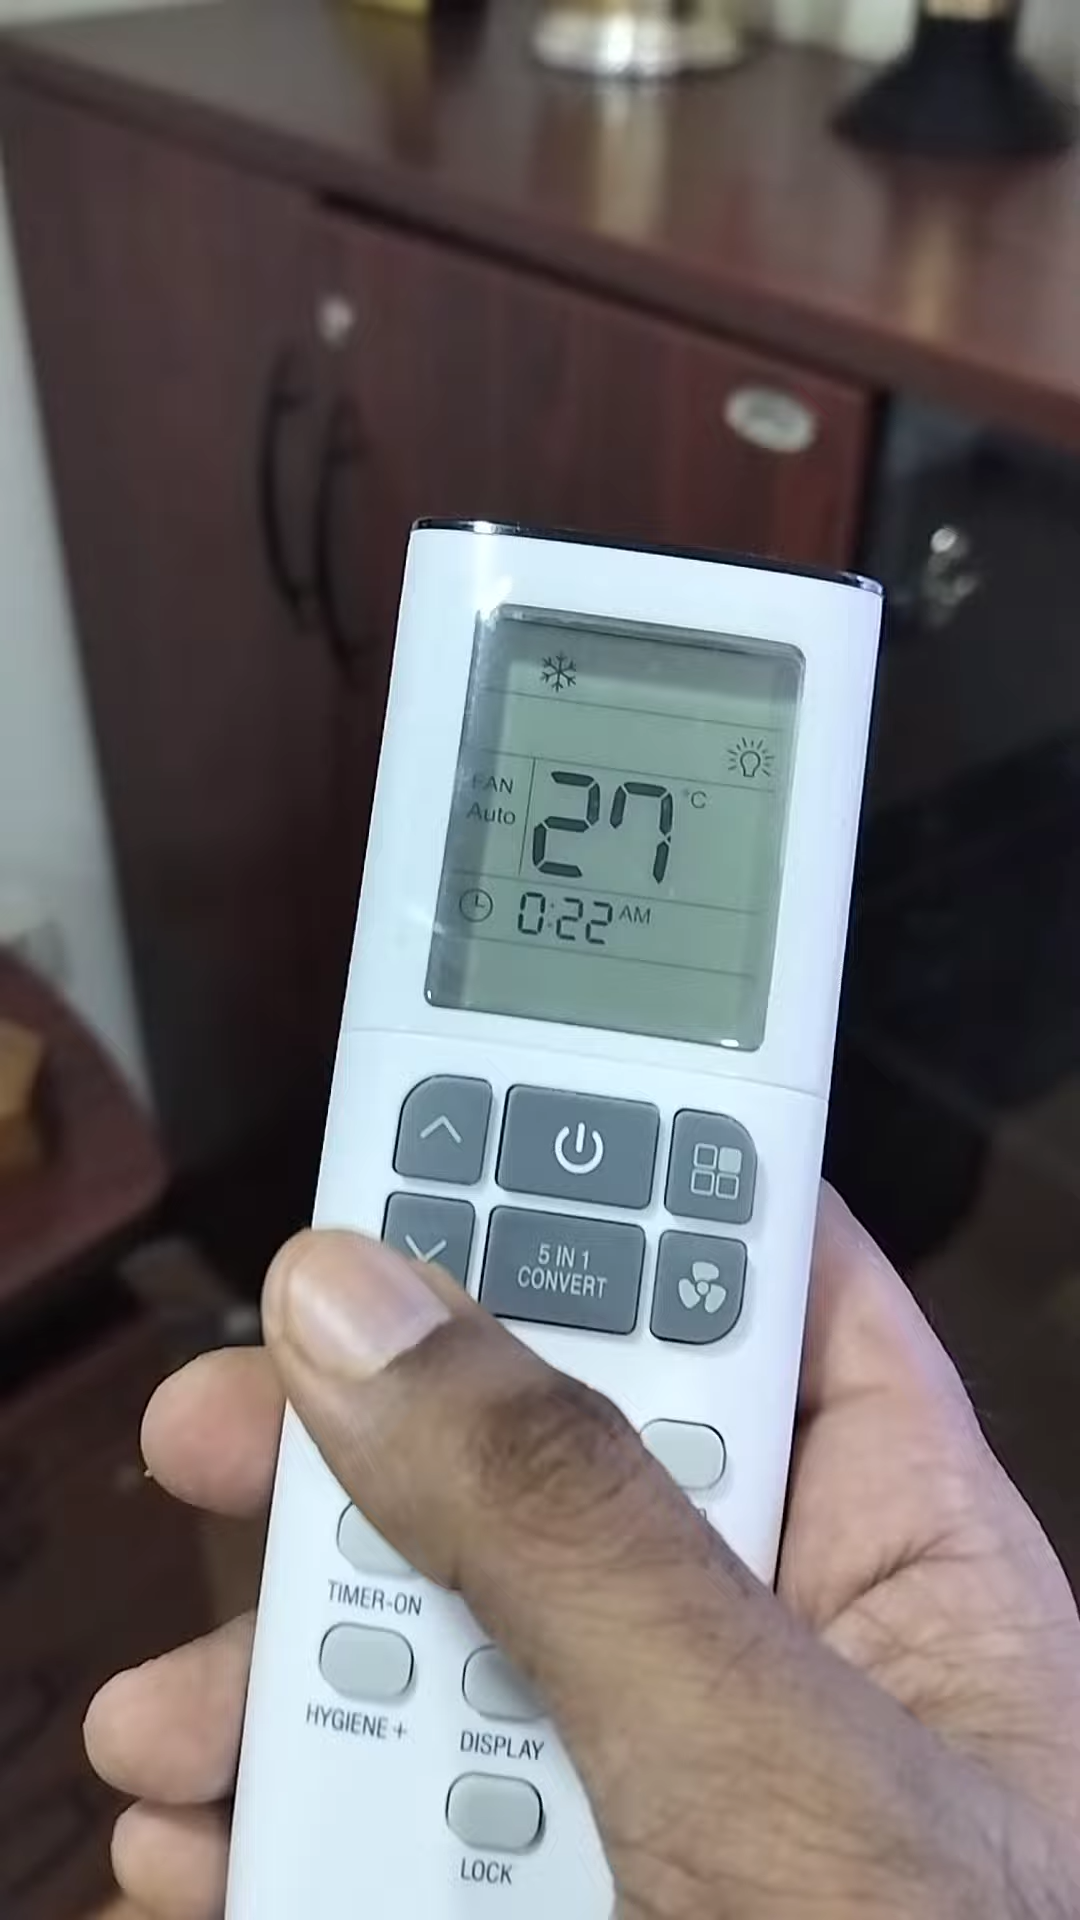 FAN
Auto
27 °C
0:22 AM
5 IN 1
CONVERT
TIMER-ON
HYGIENE +
DISPLAY
LOCK